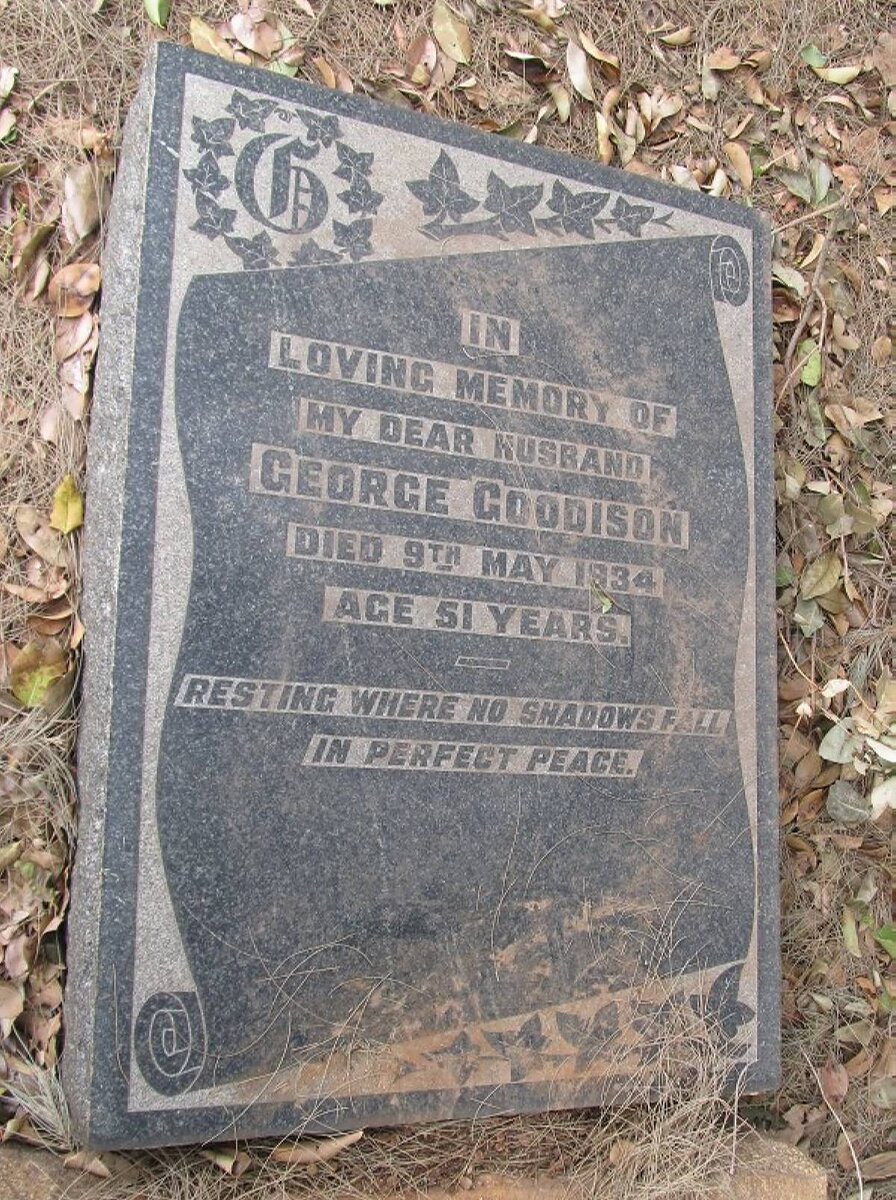 G
IN
LOVING MEMORY OF
MY DEAR HUSBAND
GEORGE GOODISON
DIED 9TH MAY 1934
AGE 51 YEARS.
RESTING WHERE NO SHADOWS FALL
IN PERFECT PEACE.